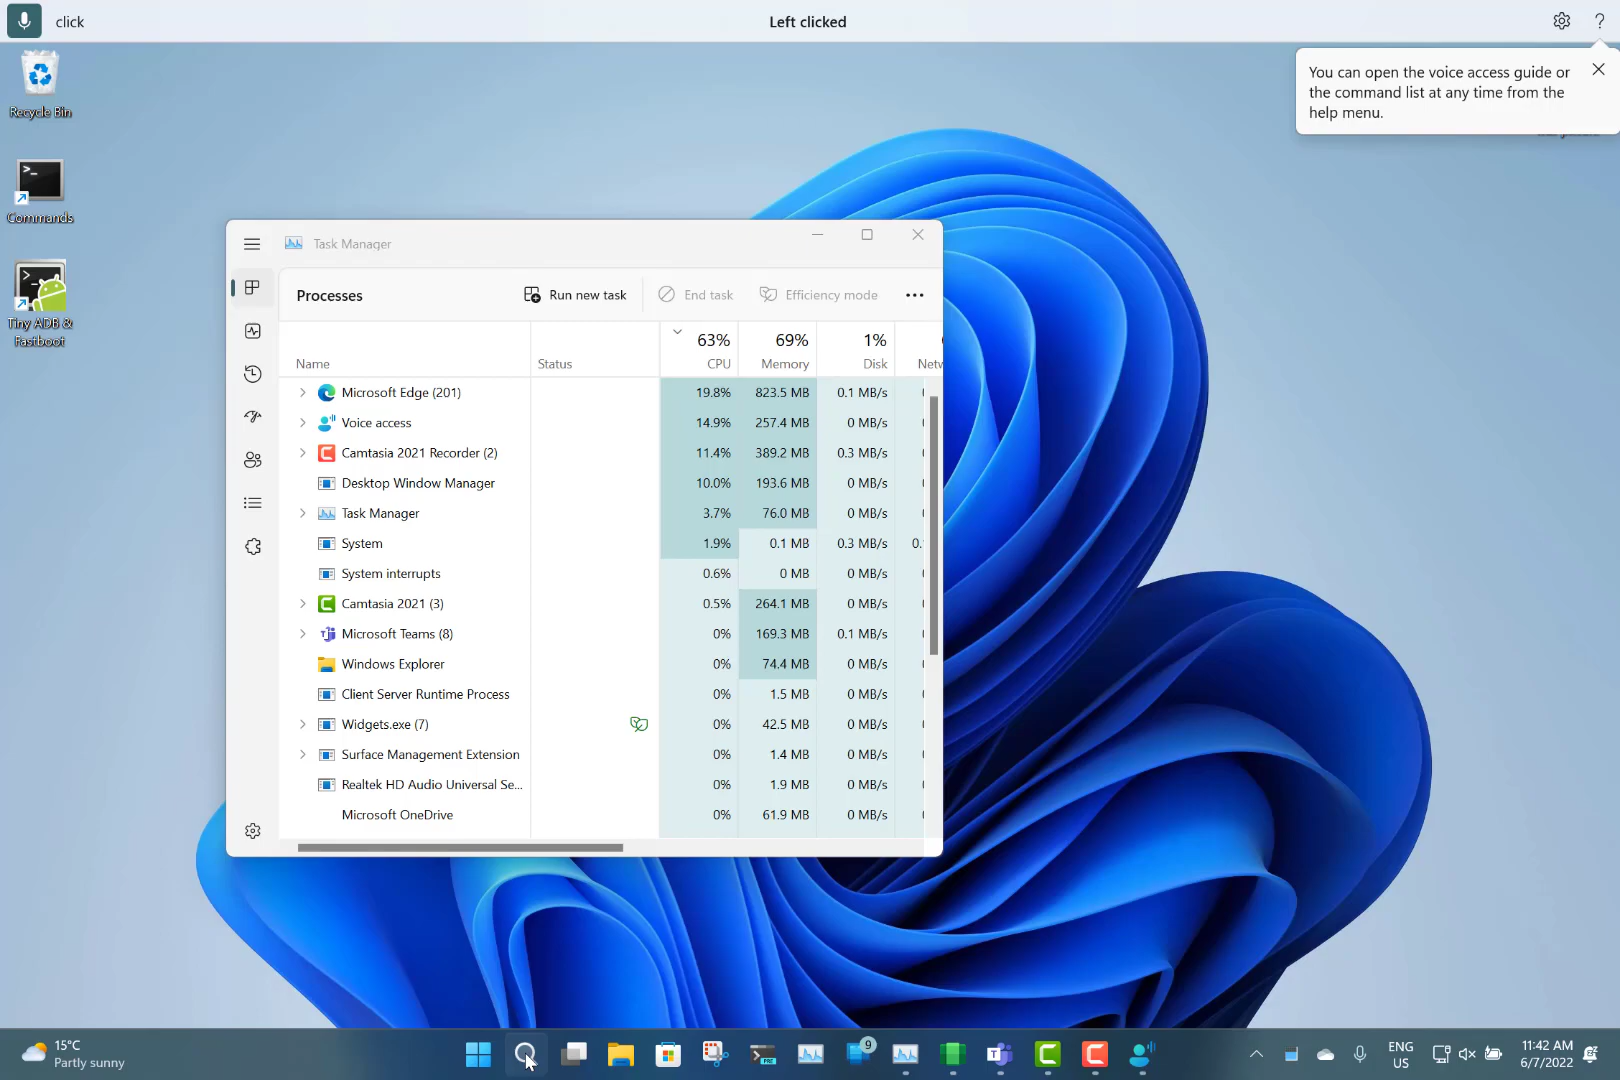 click
Left clicked
?
You can open the voice access guide or
the command list at any time from the
help menu.
Recycle Bin
Commands
Tiny ADB &
Fastboot
Task Manager
Processes
Run new task
End task
Efficiency mode
63% 69% 1%
Name Status CPU Memory Disk Netw
Microsoft Edge (201) 19.8% 823.5 MB 0.1 MB/s
Voice access 14.9% 257.4 MB 0 MB/s
Camtasia 2021 Recorder (2) 11.4% 389.2 MB 0.3 MB/s
Desktop Window Manager 10.0% 193.6 MB 0 MB/s
Task Manager 3.7% 76.0 MB 0 MB/s
System 1.9% 0.1 MB 0.3 MB/s 0.
System interrupts 0.6% 0 MB 0 MB/s
Camtasia 2021 (3) 0.5% 264.1 MB 0 MB/s
Microsoft Teams (8) 0% 169.3 MB 0.1 MB/s
Windows Explorer 0% 74.4 MB 0 MB/s
Client Server Runtime Process 0% 1.5 MB 0 MB/s
Widgets.exe (7) 0% 42.5 MB 0 MB/s
Surface Management Extension 0% 1.4 MB 0 MB/s
Realtek HD Audio Universal Se... 0% 1.9 MB 0 MB/s
Microsoft OneDrive 0% 61.9 MB 0 MB/s
15°C
Partly sunny
PRE
9
ENG
US
11:42 AM
6/7/2022